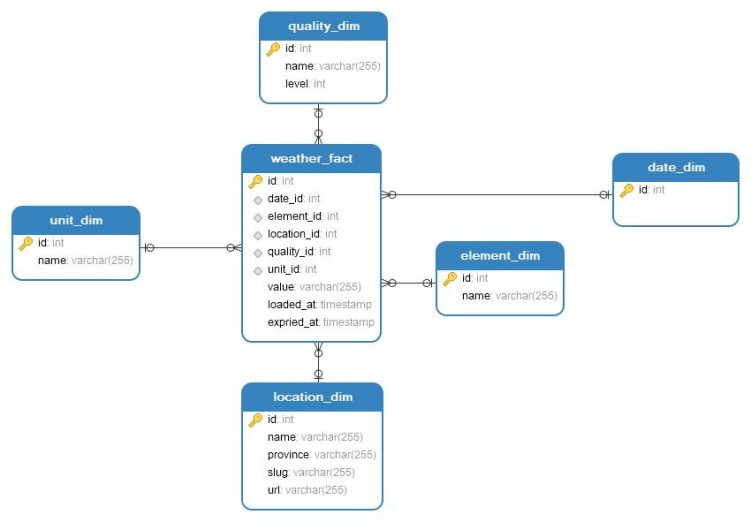 quality_dim
id: int
name: varchar(255)
level: int
weather_fact
id: int
date_id: int
element_id: int
location_id: int
quality_id: int
unit_id: int
value: varchar(255)
loaded_at: timestamp
expried_at: timestamp
date_dim
id: int
unit_dim
id: int
name: varchar(255)
element_dim
id: int
name: varchar(255)
location_dim
id: int
name: varchar(255)
province: varchar(255)
slug: varchar(255)
url: varchar(255)